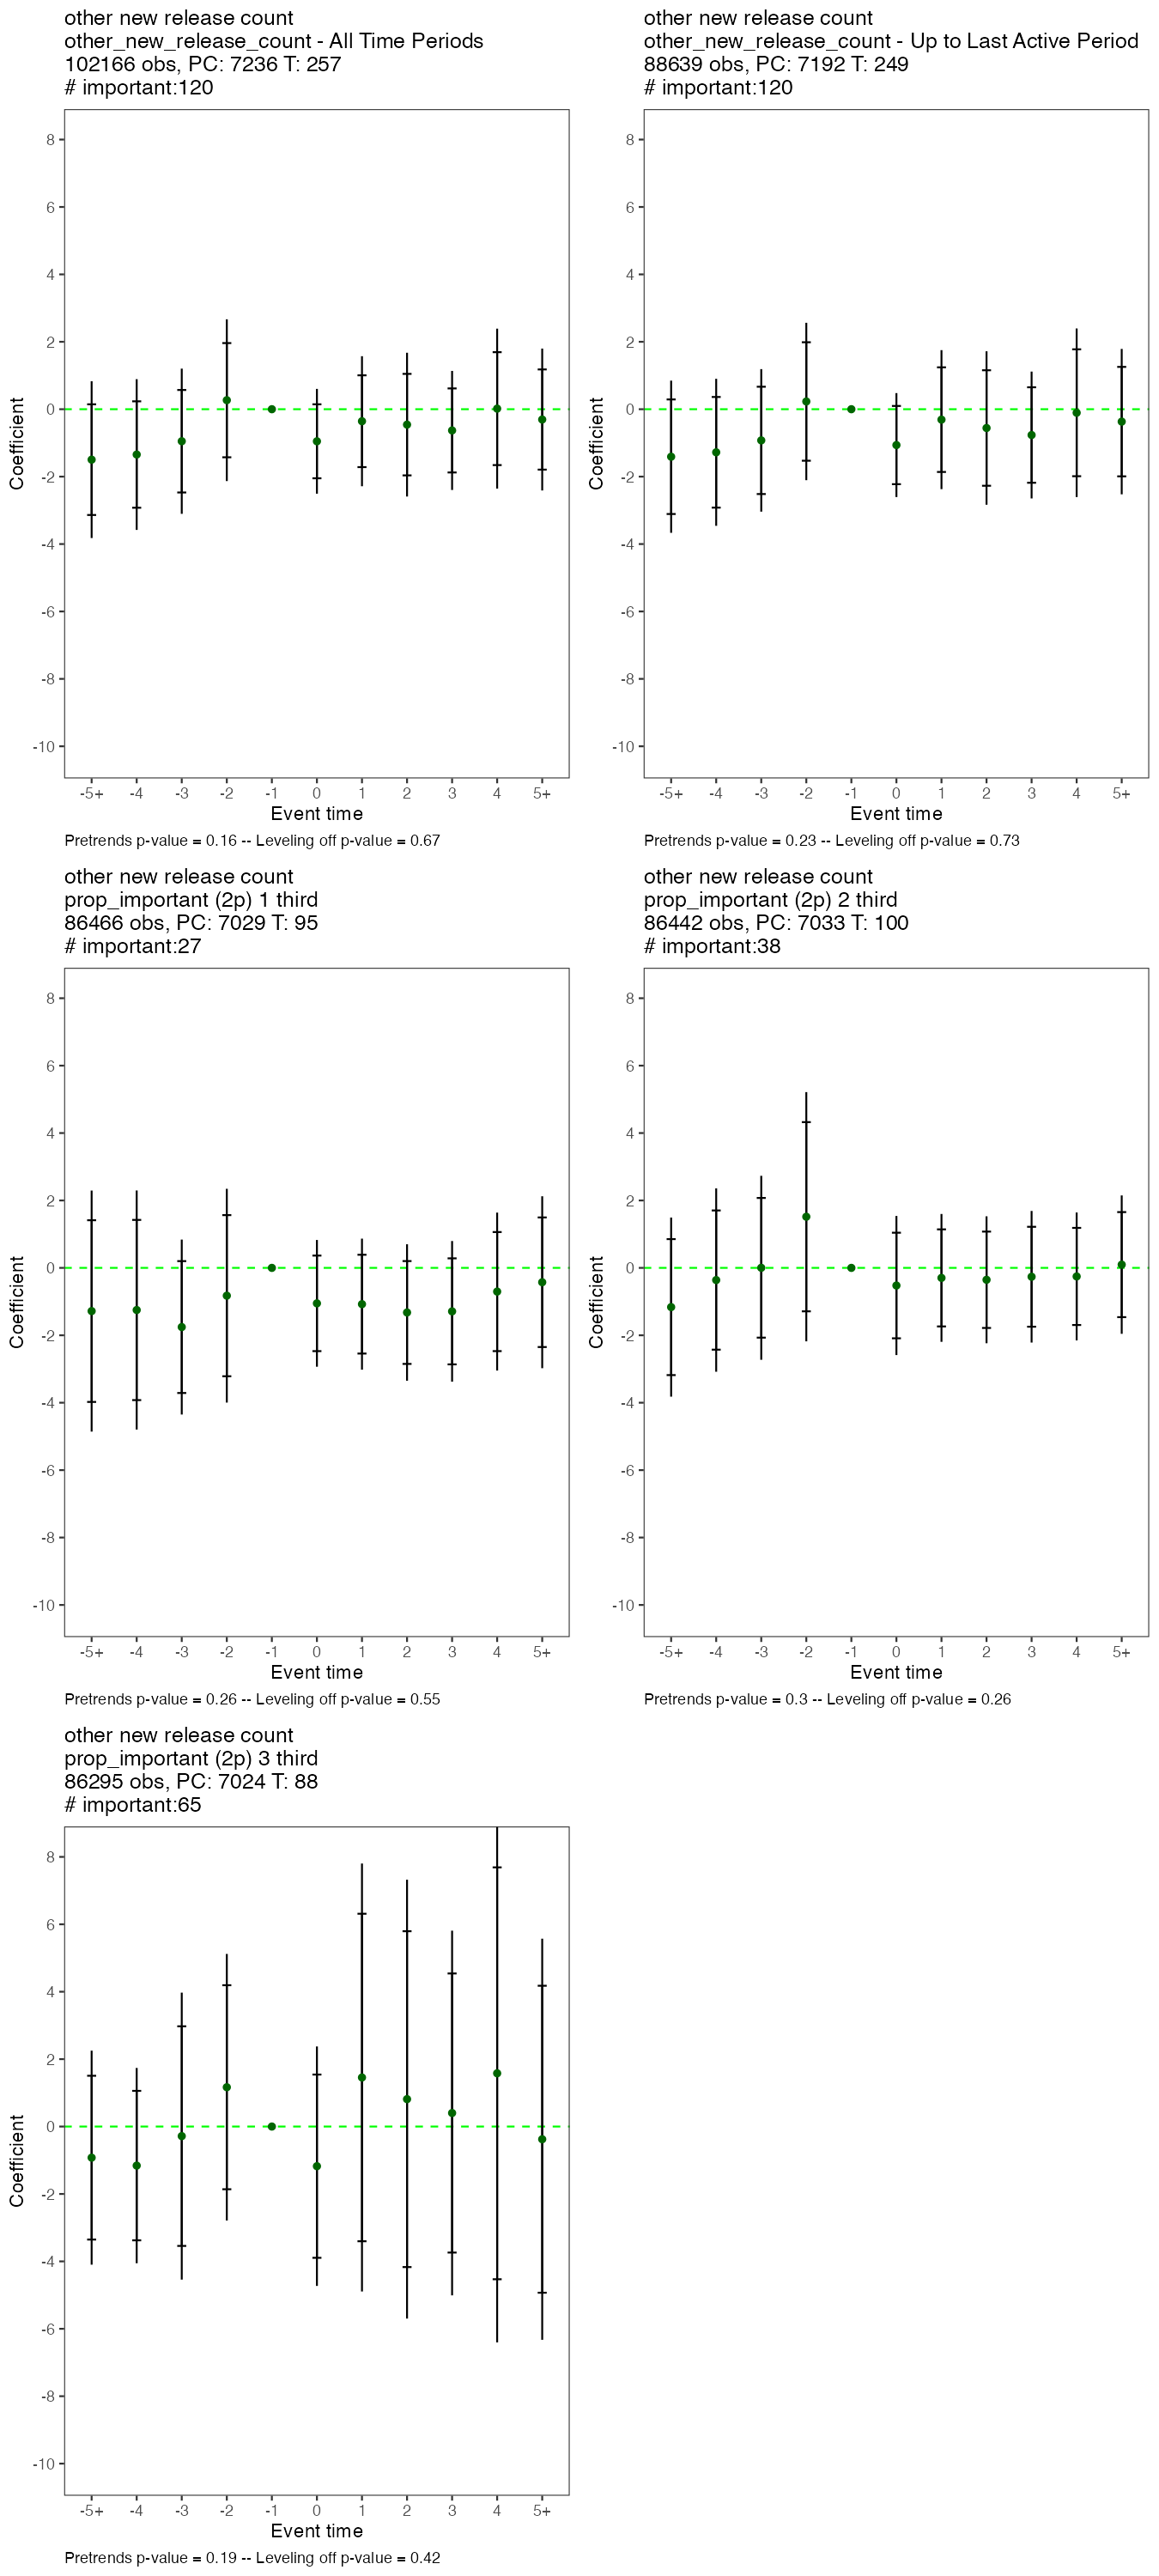 other new release count
other_new_release_count - All Time Periods
102166 obs, PC: 7236 T: 257
# important:120
8
6
4
2
0
-2
-4
-6
-8
-10
Coefficient
-5+ -4 -3 -2 -1 0 1 2 3 4 5+
Event time
Pretrends p-value = 0.16 -- Leveling off p-value = 0.67
other new release count
other_new_release_count - Up to Last Active Period
88639 obs, PC: 7192 T: 249
# important:120
8
6
4
2
0
-2
-4
-6
-8
-10
Coefficient
-5+ -4 -3 -2 -1 0 1 2 3 4 5+
Event time
Pretrends p-value = 0.23 -- Leveling off p-value = 0.73
other new release count
prop_important (2p) 1 third
86466 obs, PC: 7029 T: 95
# important:27
8
6
4
2
0
-2
-4
-6
-8
-10
Coefficient
-5+ -4 -3 -2 -1 0 1 2 3 4 5+
Event time
Pretrends p-value = 0.26 -- Leveling off p-value = 0.55
other new release count
prop_important (2p) 2 third
86442 obs, PC: 7033 T: 100
# important:38
8
6
4
2
0
-2
-4
-6
-8
-10
Coefficient
-5+ -4 -3 -2 -1 0 1 2 3 4 5+
Event time
Pretrends p-value = 0.3 -- Leveling off p-value = 0.26
other new release count
prop_important (2p) 3 third
86295 obs, PC: 7024 T: 88
# important:65
8
6
4
2
0
-2
-4
-6
-8
-10
Coefficient
-5+ -4 -3 -2 -1 0 1 2 3 4 5+
Event time
Pretrends p-value = 0.19 -- Leveling off p-value = 0.42